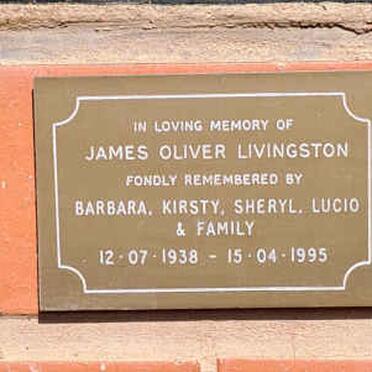 IN LOVING MEMORY OF
JAMES OLIVER LIVINGSTON
FONDLY REMEMBERED BY
BARBARA, KIRSTY, SHERYL, LUCIO
& FAMILY
12·07·1938 - 15·04·1995